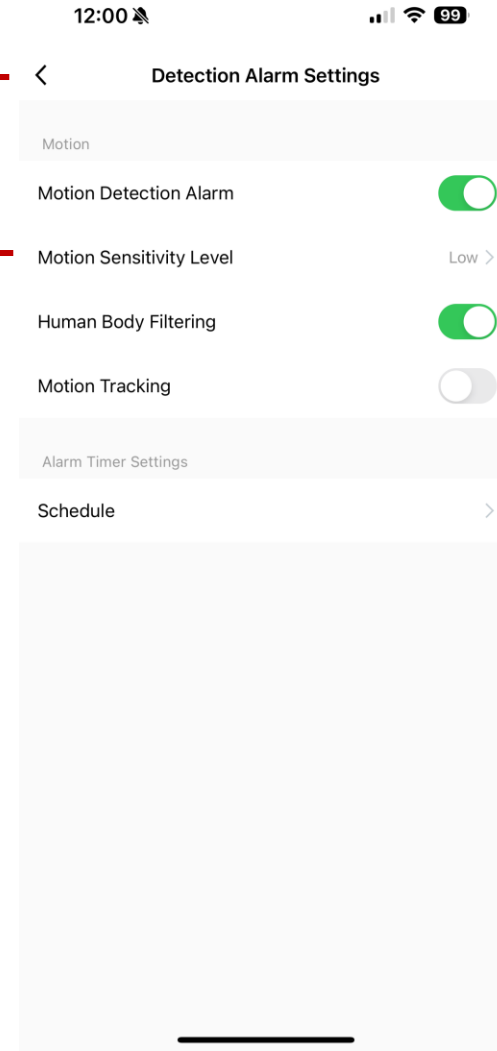 12:00
99
Detection Alarm Settings
Motion
Motion Detection Alarm
Motion Sensitivity Level Low
Human Body Filtering
Motion Tracking
Alarm Timer Settings
Schedule